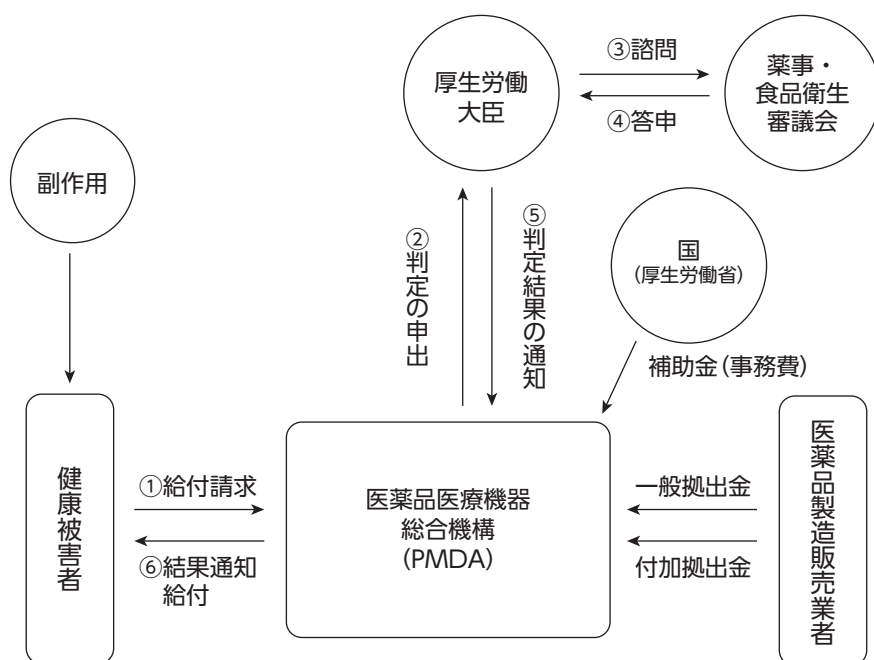 ③諮問
厚生労働
大臣
④答申
薬事・
食品衛生
審議会
副作用
②判定の申出
⑤判定結果の通知
国
(厚生労働省)
補助金(事務費)
健康被害者
①給付請求
⑥結果通知
給付
医薬品医療機器
総合機構
(PMDA)
一般拠出金
付加拠出金
医薬品製造販売業者